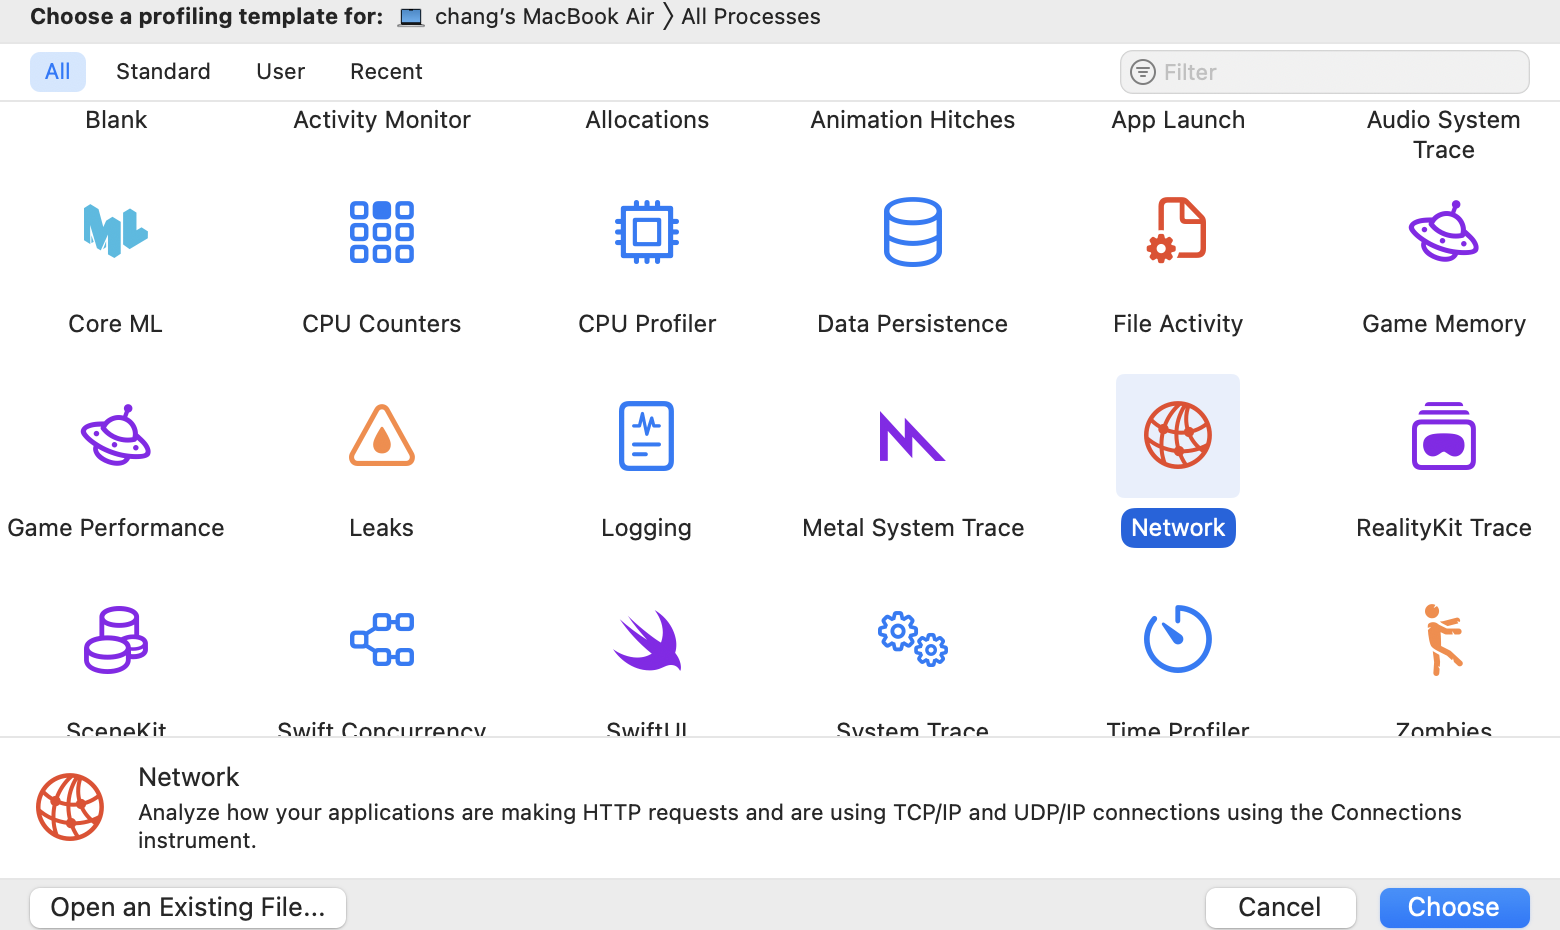 Choose a profiling template for: chang's MacBook Air 〉 All Processes
All Standard User Recent Filter
Blank Activity Monitor Allocations Animation Hitches App Launch Audio System
Trace
ML
Core ML CPU Counters CPU Profiler Data Persistence File Activity Game Memory
Game Performance Leaks Logging Metal System Trace Network RealityKit Trace
SceneKit Swift Concurrency SwiftUI System Trace Time Profiler Zombies
Network
Analyze how your applications are making HTTP requests and are using TCP/IP and UDP/IP connections using the Connections
instrument.
Open an Existing File... Cancel Choose